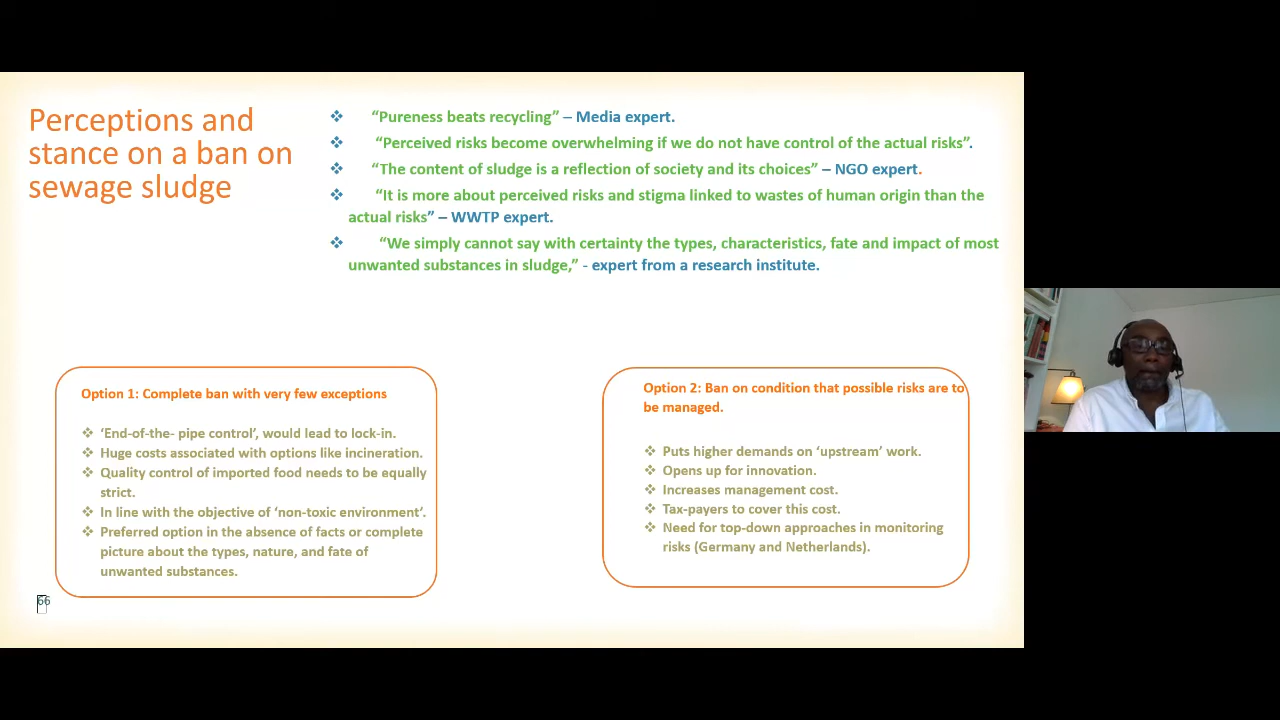 Perceptions and
stance on a ban on
sewage sludge
❖ “Pureness beats recycling” – Media expert.
❖ “Perceived risks become overwhelming if we do not have control of the actual risks”.
❖ “The content of sludge is a reflection of society and its choices” – NGO expert.
❖ “It is more about perceived risks and stigma linked to wastes of human origin than the
actual risks” – WWTP expert.
❖ “We simply cannot say with certainty the types, characteristics, fate and impact of most
unwanted substances in sludge,” - expert from a research institute.
Option 1: Complete ban with very few exceptions
❖ ‘End-of-the- pipe control’, would lead to lock-in.
❖ Huge costs associated with options like incineration.
❖ Quality control of imported food needs to be equally
strict.
❖ In line with the objective of ‘non-toxic environment’.
❖ Preferred option in the absence of facts or complete
picture about the types, nature, and fate of
unwanted substances.
Option 2: Ban on condition that possible risks are to
be managed.
❖ Puts higher demands on ‘upstream’ work.
❖ Opens up for innovation.
❖ Increases management cost.
❖ Tax-payers to cover this cost.
❖ Need for top-down approaches in monitoring
risks (Germany and Netherlands).
66